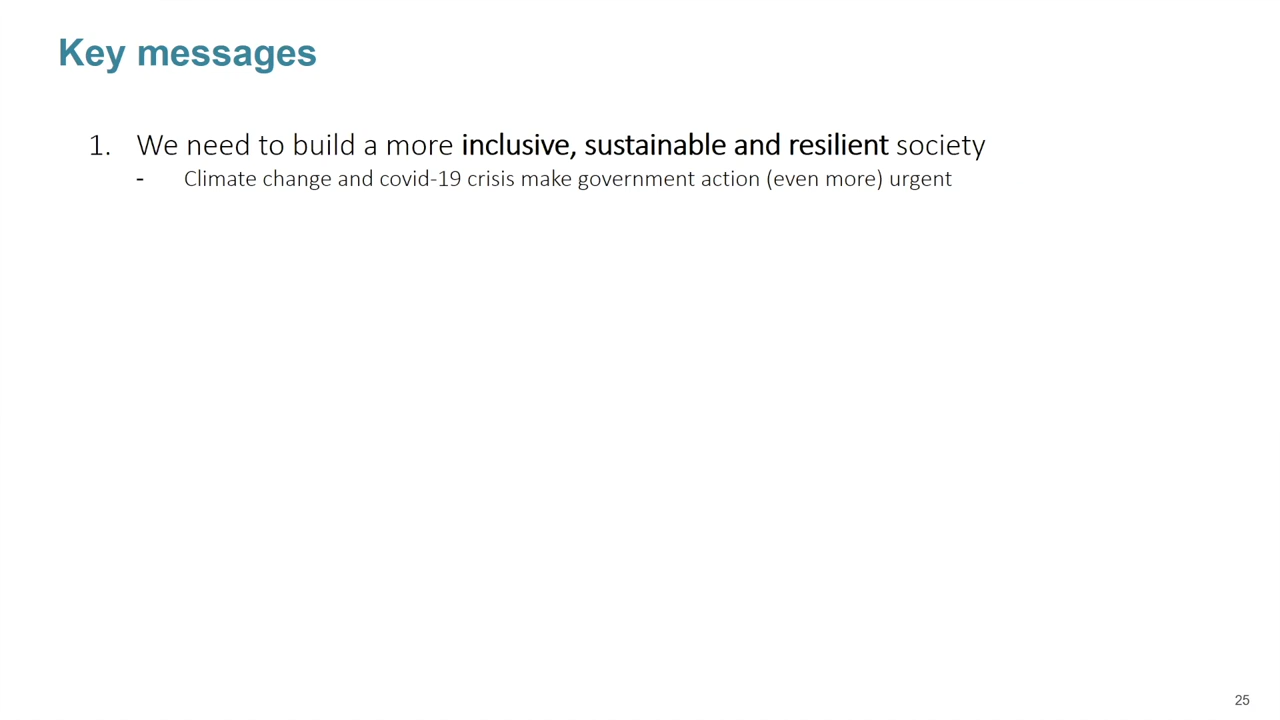 Key messages
1. We need to build a more inclusive, sustainable and resilient society
- Climate change and covid-19 crisis make government action (even more) urgent
25